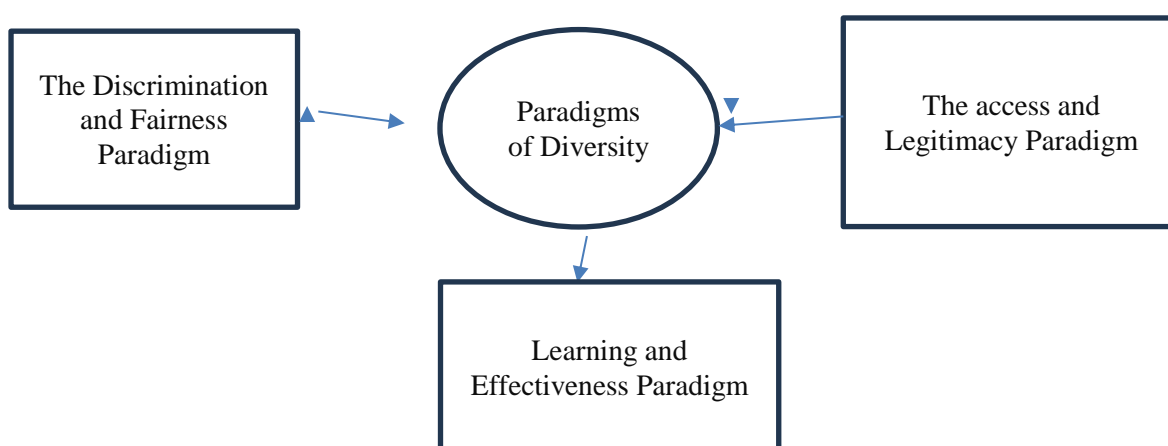 The Discrimination
and Fairness
Paradigm
Paradigms
of Diversity
The access and
Legitimacy Paradigm
Learning and
Effectiveness Paradigm